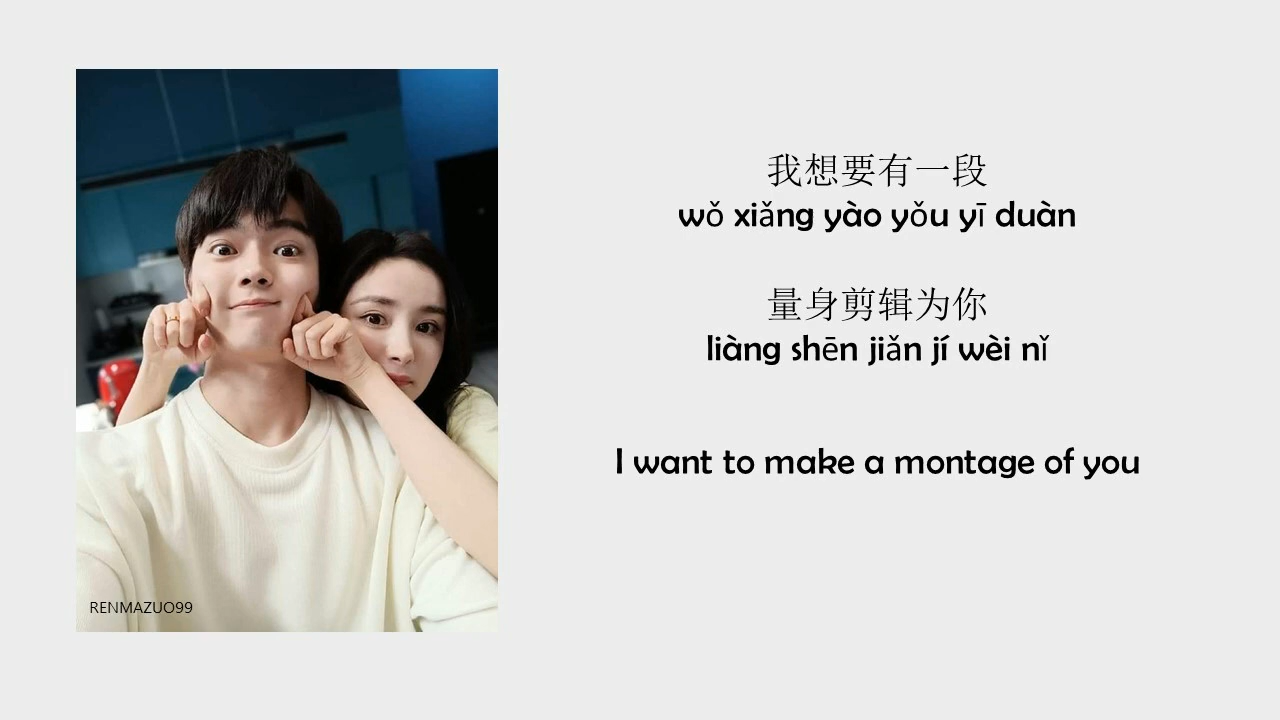 我想要有一段
wǒ xiǎng yào yǒu yī duàn
量身剪辑为你
liàng shēn jiǎn jí wèi nǐ
I want to make a montage of you
RENMAZUO99